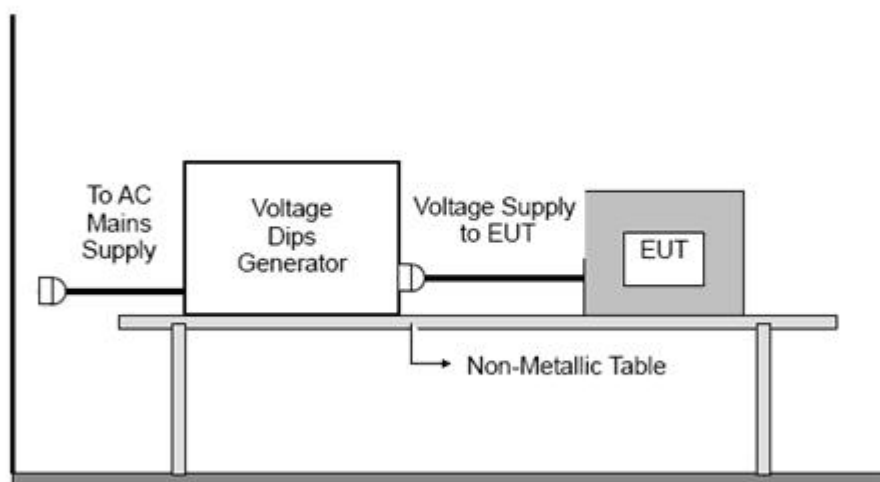 To AC
Mains
Supply
Voltage
Dips
Generator
Voltage Supply
to EUT
EUT
Non-Metallic Table